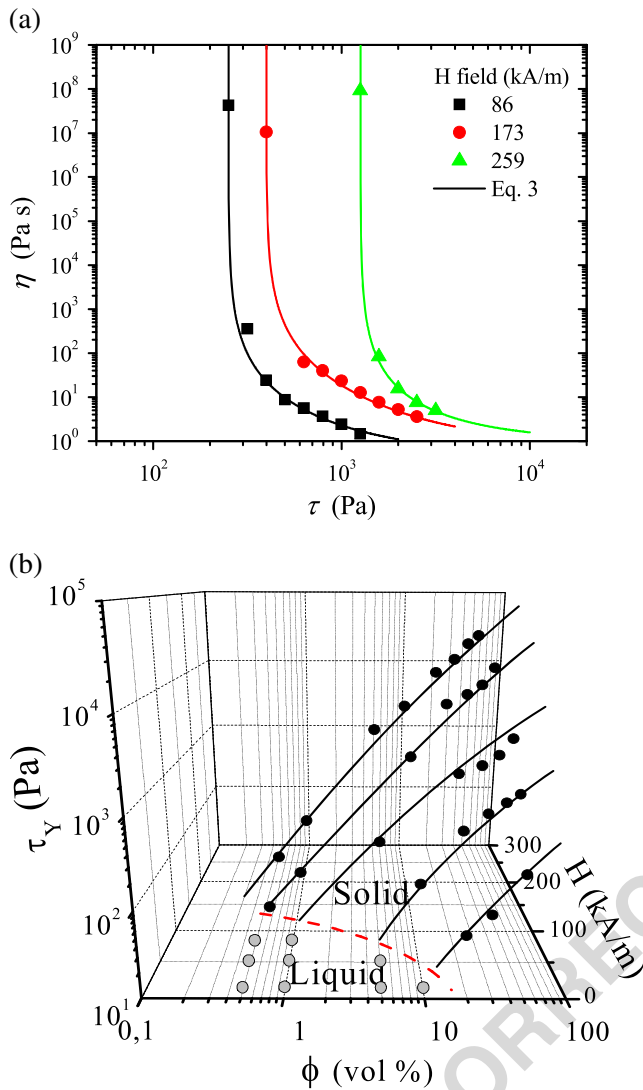 (a)
10^9
10^8
10^7
10^6
10^5
10^4
10^3
10^2
10^1
10^0
η (Pa s)
H field (kA/m)
86
173
259
Eq. 3
10^2
10^3
10^4
τ (Pa)
(b)
10^5
10^4
10^3
10^2
10^1
τ_Y (Pa)
Solid
Liquid
300
200
100
0
H (kA/m)
0,1
1
10
100
ϕ (vol %)
ORREC